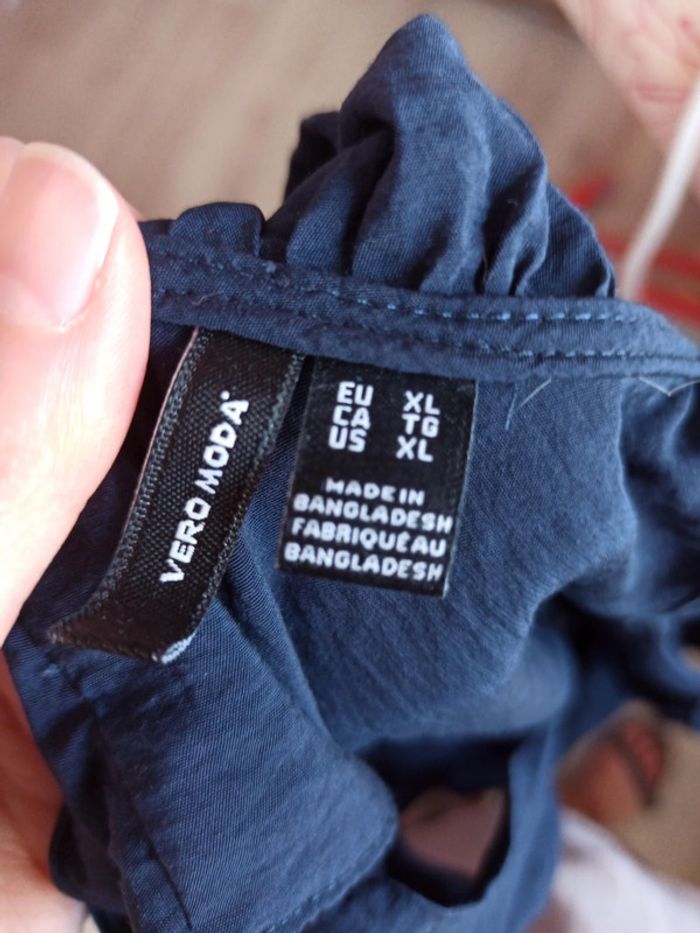 VERO MODA
EU XL
CA TG
US XL
MADE IN
BANGLADESH
FABRIQUÉ AU
BANGLADESH